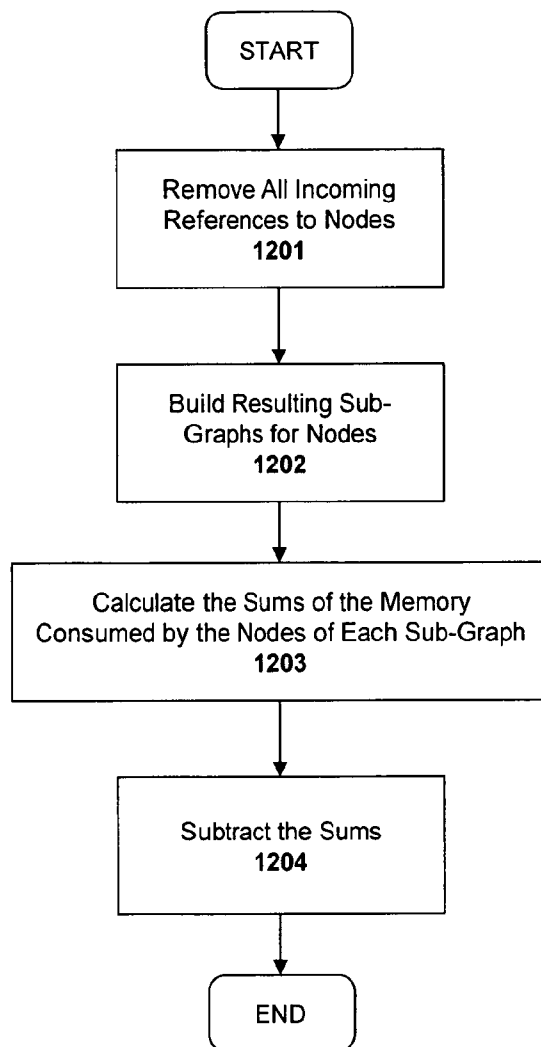 START
Remove All Incoming
References to Nodes
1201
Build Resulting Sub-
Graphs for Nodes
1202
Calculate the Sums of the Memory
Consumed by the Nodes of Each Sub-Graph
1203
Subtract the Sums
1204
END